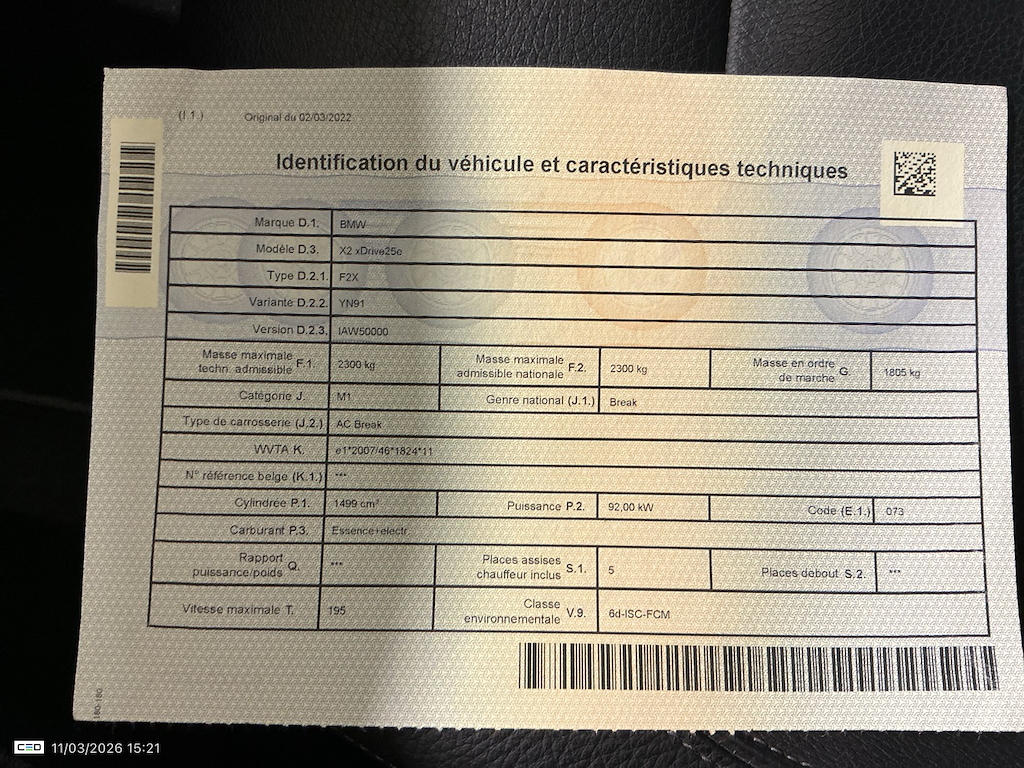 (I.1.) Original du 02/03/2022
Identification du véhicule et caractéristiques techniques
Marque D.1. BMW
Modèle D.3. X2 xDrive25e
Type D.2.1. F2X
Variante D.2.2. YN91
Version D.2.3. IAW50000
Masse maximale techn. admissible F.1. 2300 kg Masse maximale admissible nationale F.2. 2300 kg Masse en ordre de marche G. 1805 kg
Catégorie J. M1 Genre national (J.1.) Break
Type de carrosserie (J.2.) AC Break
WVTA K. e1*2007/46*1824*11
N° référence belge (K.1.) ***
Cylindrée P.1. 1499 cm³ Puissance P.2. 92,00 kW Code (E.1.) 073
Carburant P.3. Essence+electr.
Rapport puissance/poids Q. *** Places assises chauffeur inclus S.1. 5 Places debout S.2. ***
Vitesse maximale T. 195 Classe environnementale V.9. 6d-ISC-FCM
180-180
CEO 11/03/2026 15:21